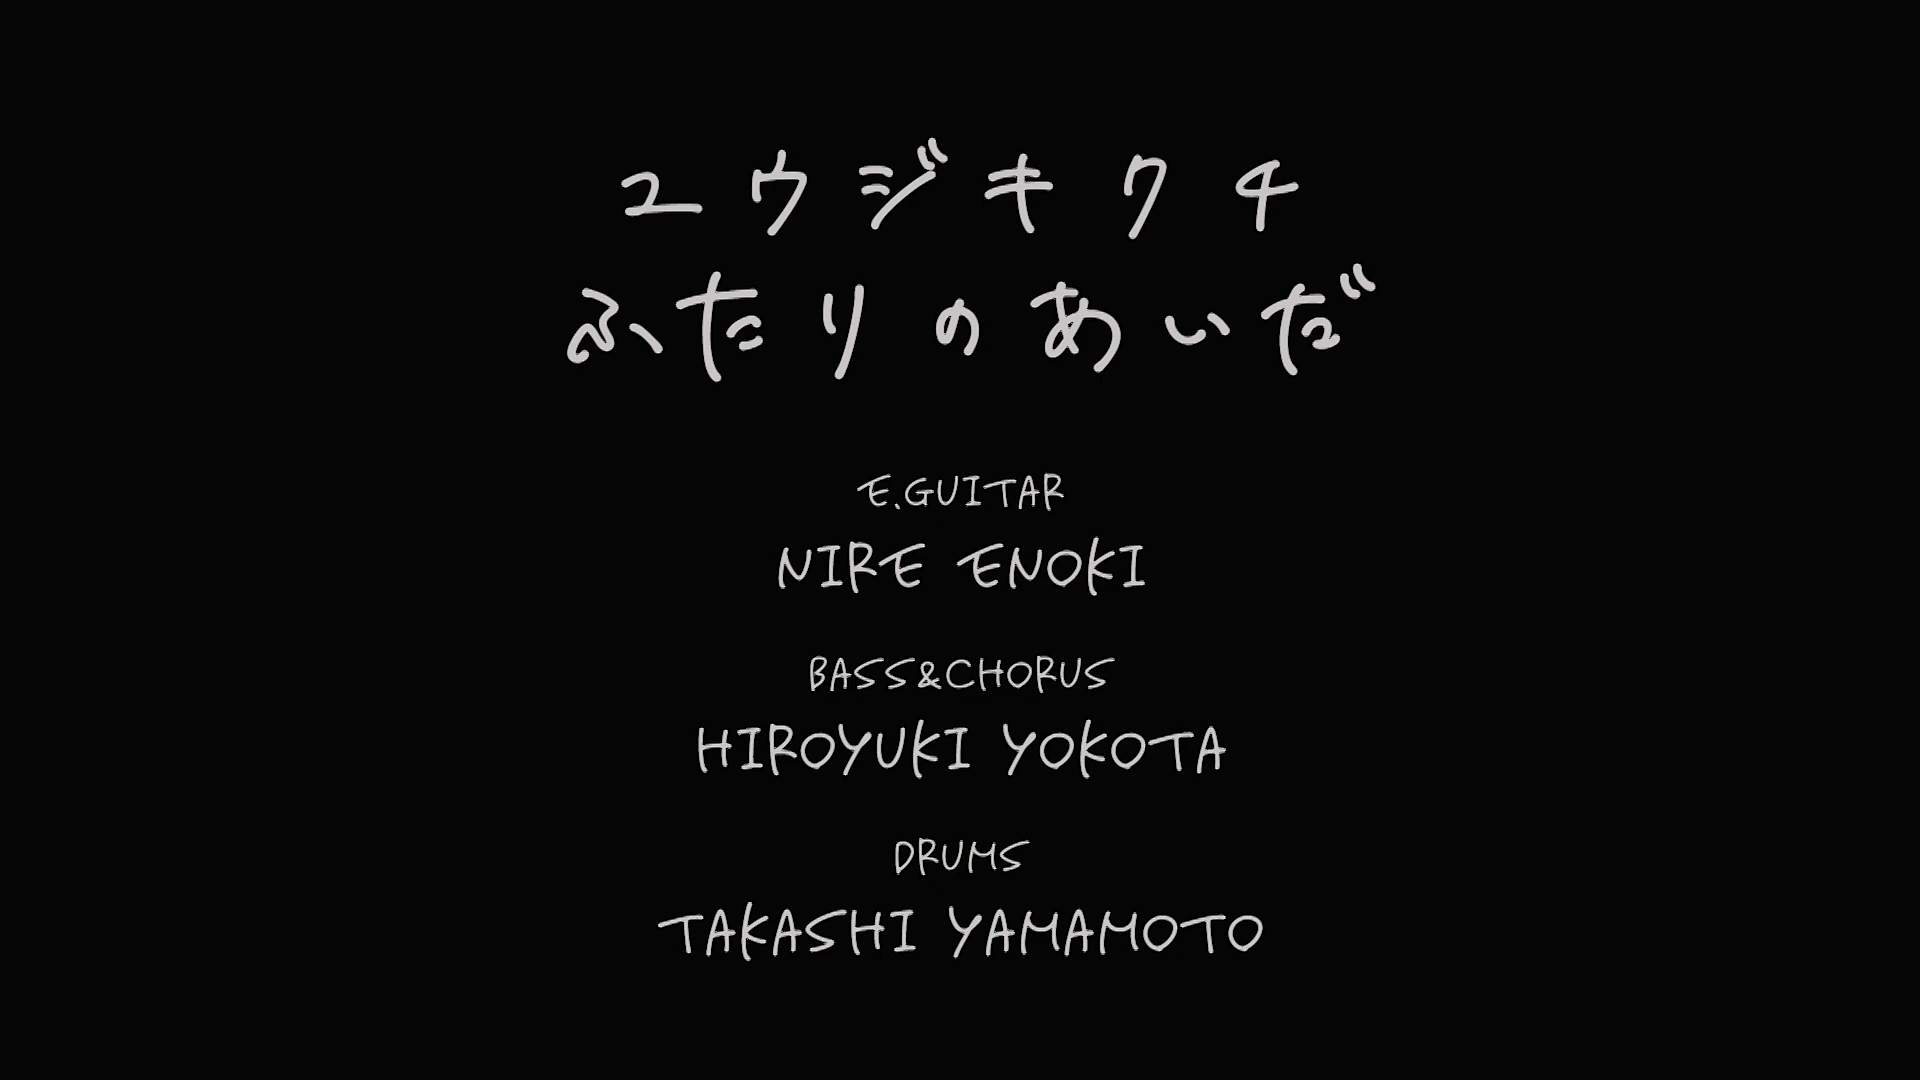 ユウジキクチ
ふたりのあいだ
E.GUITAR
NIRE ENOKI
BASS&CHORUS
HIROYUKI YOKOTA
DRUMS
TAKASHI YAMAMOTO